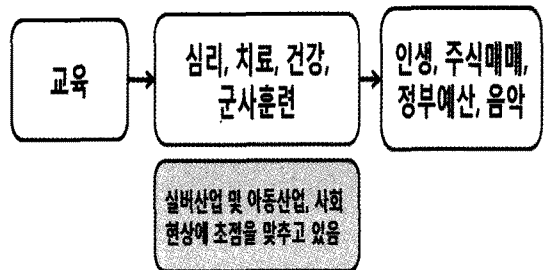 교육
심리, 치료, 건강,
군사훈련
인생, 주식매매,
정부예산, 음악
실버산업 및 아동산업, 사회
현상에 초점을 맞추고 있음